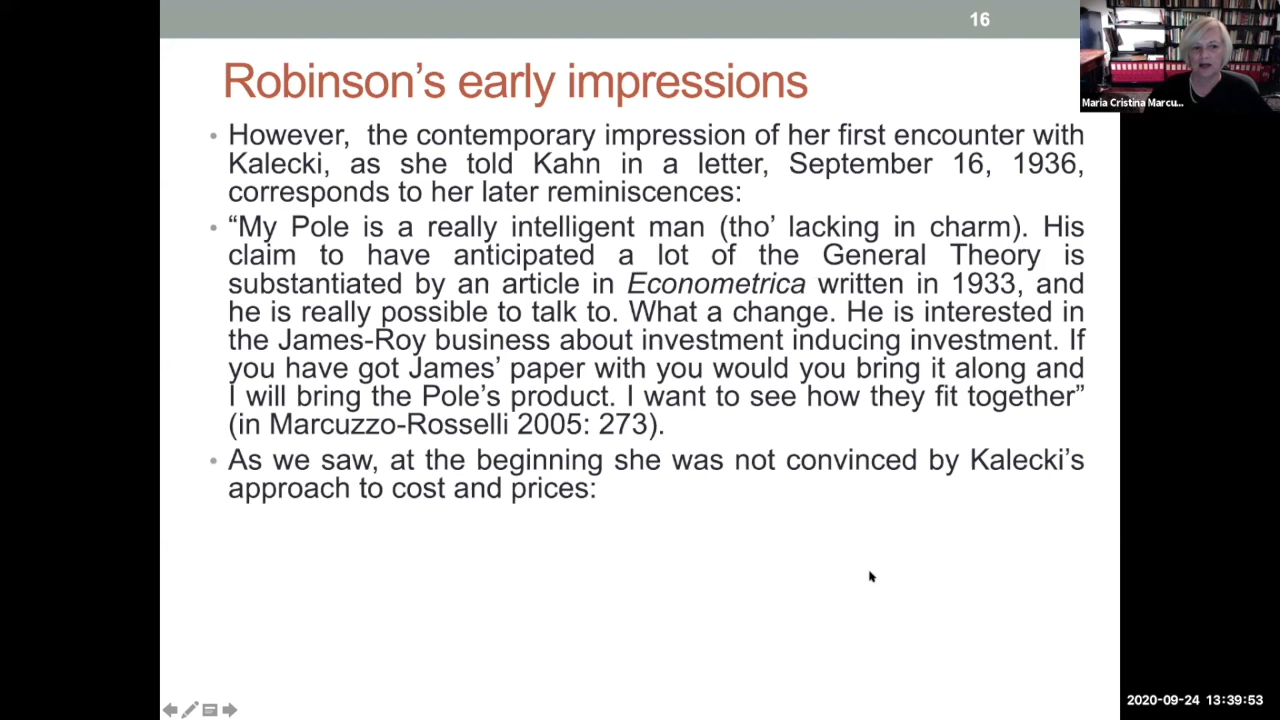 16
Maria Cristina Marcu...
Robinson’s early impressions
• However, the contemporary impression of her first encounter with
Kalecki, as she told Kahn in a letter, September 16, 1936,
corresponds to her later reminiscences:
• “My Pole is a really intelligent man (tho’ lacking in charm). His
claim to have anticipated a lot of the General Theory is
substantiated by an article in Econometrica written in 1933, and
he is really possible to talk to. What a change. He is interested in
the James-Roy business about investment inducing investment. If
you have got James’ paper with you would you bring it along and
I will bring the Pole’s product. I want to see how they fit together”
(in Marcuzzo-Rosselli 2005: 273).
• As we saw, at the beginning she was not convinced by Kalecki’s
approach to cost and prices:
2020-09-24 13:39:53